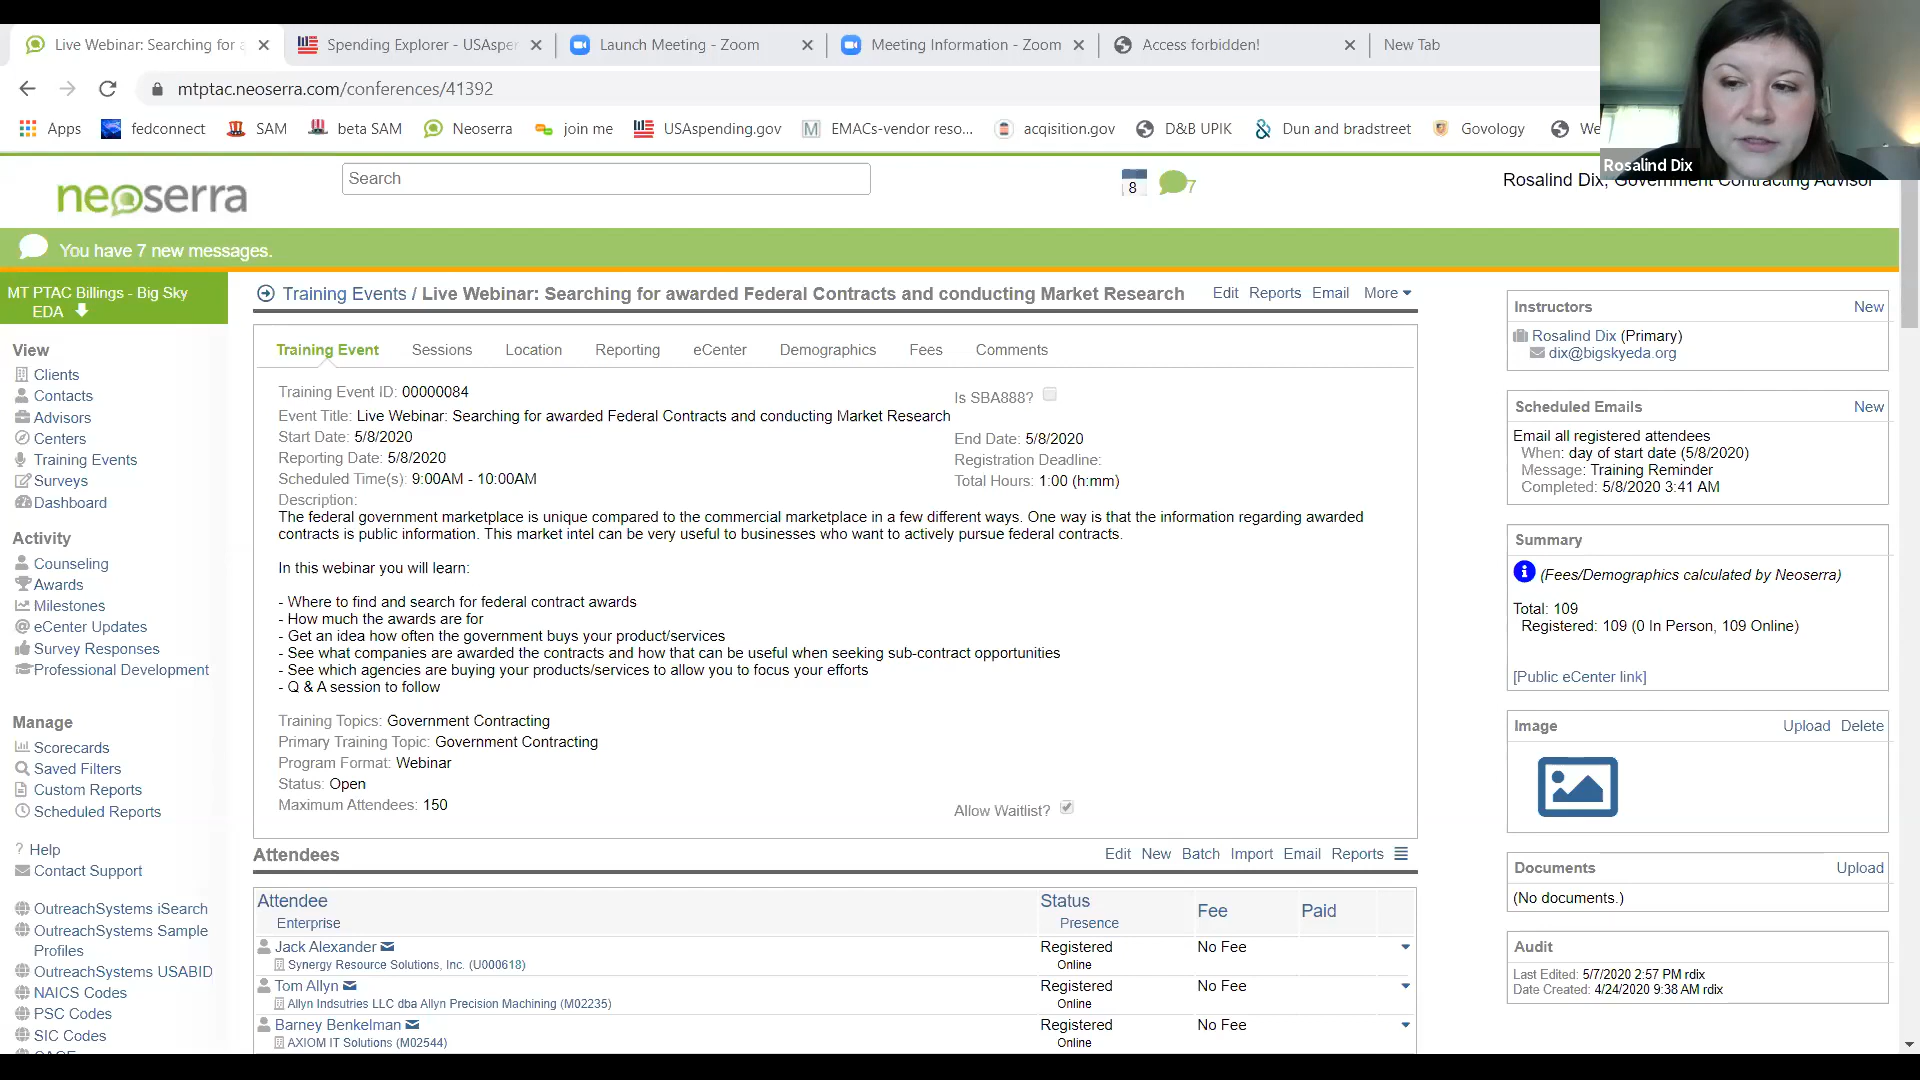 Live Webinar: Searching for a
Spending Explorer - USAsper
Launch Meeting - Zoom
Meeting Information - Zoom
Access forbidden!
New Tab
mtptac.neoserra.com/conferences/41392
Apps
fedconnect
SAM
beta SAM
Neoserra
join me
USAspending.gov
EMACs-vendor reso...
acqisition.gov
D&B UPIK
Dun and bradstreet
Govology
We
Rosalind Dix
neoserra
Search
8
7
Rosalind Dix, Government Contracting Advisor
You have 7 new messages.
MT PTAC Billings - Big Sky
EDA
View
Clients
Contacts
Advisors
Centers
Training Events
Surveys
Dashboard
Activity
Counseling
Awards
Milestones
eCenter Updates
Survey Responses
Professional Development
Manage
Scorecards
Saved Filters
Custom Reports
Scheduled Reports
? Help
Contact Support
OutreachSystems iSearch
OutreachSystems Sample
Profiles
OutreachSystems USABID
NAICS Codes
PSC Codes
SIC Codes
Training Events / Live Webinar: Searching for awarded Federal Contracts and conducting Market Research
Edit Reports Email More
Training Event Sessions Location Reporting eCenter Demographics Fees Comments
Training Event ID: 00000084
Is SBA888?
Event Title: Live Webinar: Searching for awarded Federal Contracts and conducting Market Research
Start Date: 5/8/2020
End Date: 5/8/2020
Reporting Date: 5/8/2020
Registration Deadline:
Scheduled Time(s): 9:00AM - 10:00AM
Total Hours: 1:00 (h:mm)
Description:
The federal government marketplace is unique compared to the commercial marketplace in a few different ways. One way is that the information regarding awarded
contracts is public information. This market intel can be very useful to businesses who want to actively pursue federal contracts.
In this webinar you will learn:
- Where to find and search for federal contract awards
- How much the awards are for
- Get an idea how often the government buys your product/services
- See what companies are awarded the contracts and how that can be useful when seeking sub-contract opportunities
- See which agencies are buying your products/services to allow you to focus your efforts
- Q & A session to follow
Training Topics: Government Contracting
Primary Training Topic: Government Contracting
Program Format: Webinar
Status: Open
Maximum Attendees: 150
Allow Waitlist?
Attendees
Edit New Batch Import Email Reports
Attendee
Enterprise
Status
Presence
Fee
Paid
Jack Alexander
Registered
No Fee
Synergy Resource Solutions, Inc. (U000618)
Online
Tom Allyn
Registered
No Fee
Allyn Indsutries LLC dba Allyn Precision Machining (M02235)
Online
Barney Benkelman
Registered
No Fee
AXIOM IT Solutions (M02544)
Online
Instructors
New
Rosalind Dix (Primary)
dix@bigskyeda.org
Scheduled Emails
New
Email all registered attendees
When: day of start date (5/8/2020)
Message: Training Reminder
Completed: 5/8/2020 3:41 AM
Summary
(Fees/Demographics calculated by Neoserra)
Total: 109
Registered: 109 (0 In Person, 109 Online)
[Public eCenter link]
Image
Upload Delete
Documents
Upload
(No documents.)
Audit
Last Edited: 5/7/2020 2:57 PM rdix
Date Created: 4/24/2020 9:38 AM rdix